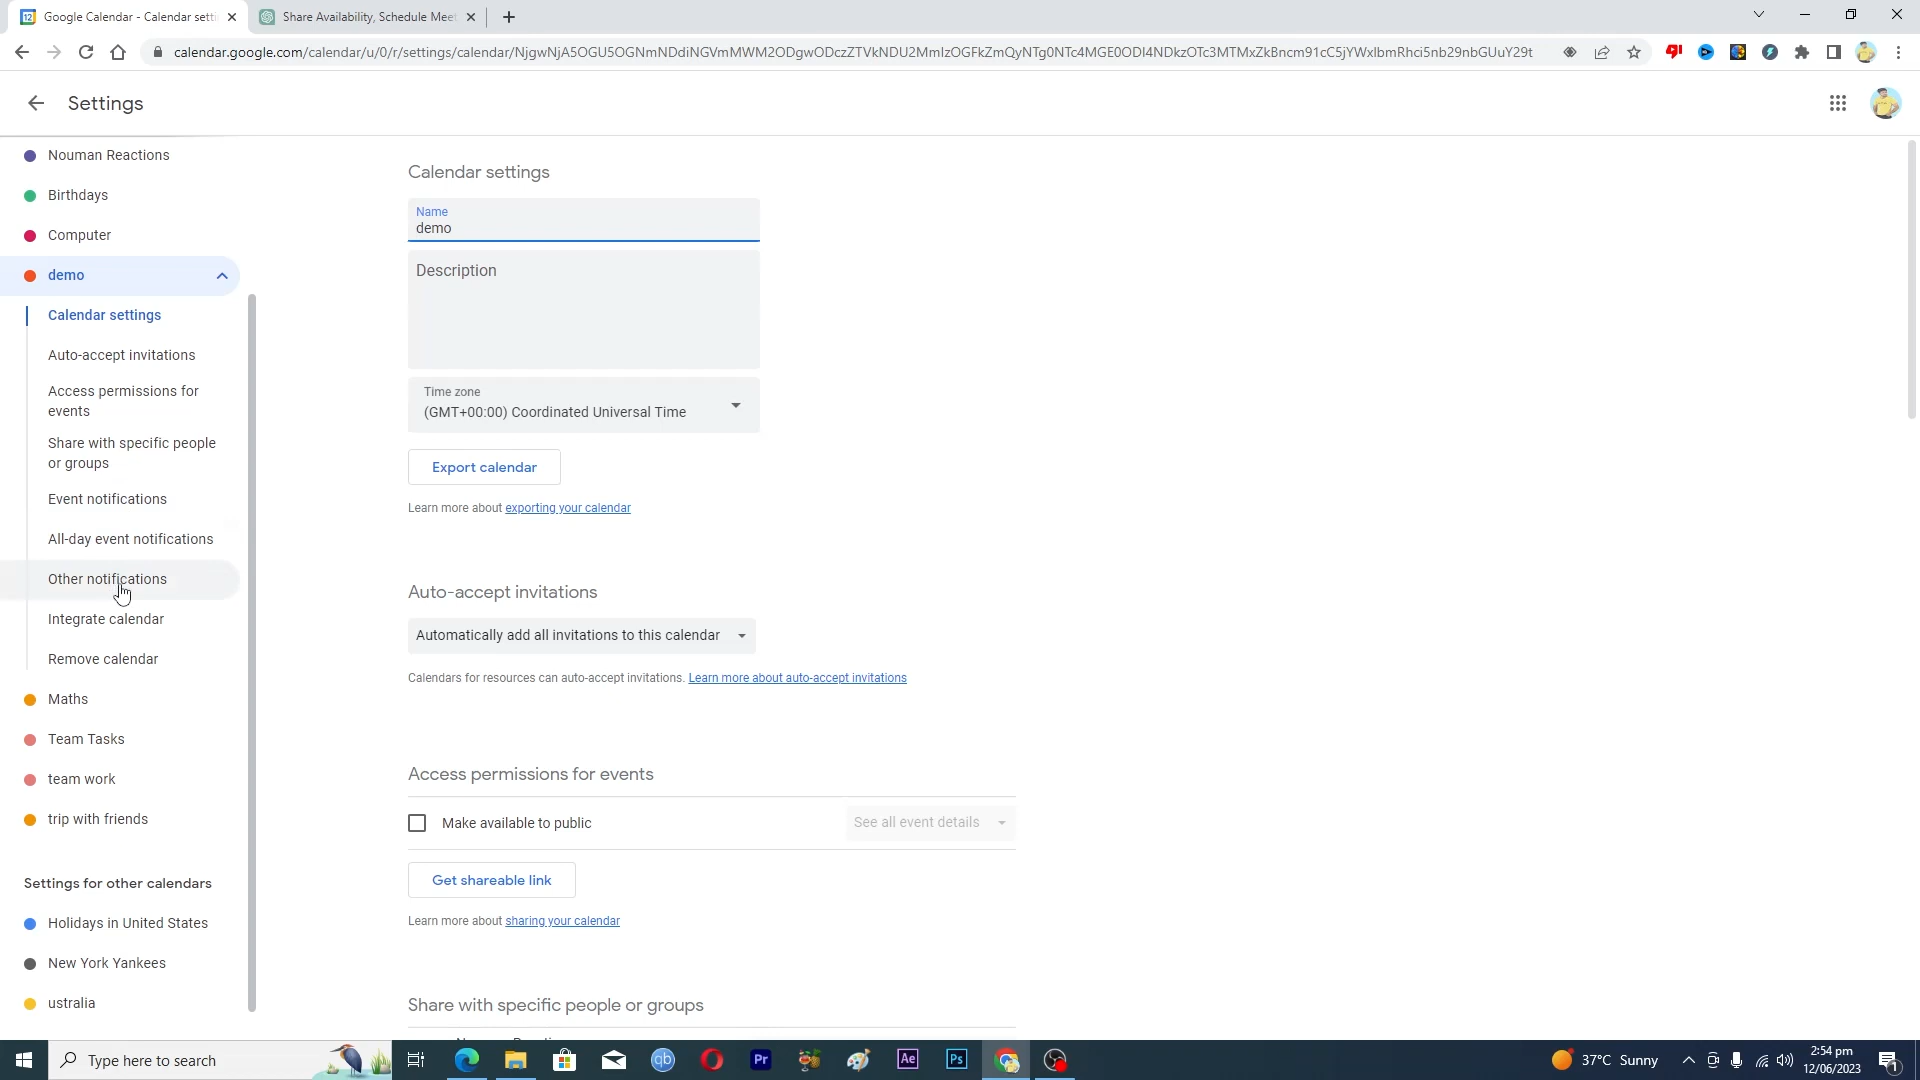 Google Calendar - Calendar setti
Share Availability, Schedule Meet
calendar.google.com/calendar/u/0/r/settings/calendar/NjgwNjA5OGU5OGNmNDdiNGVmMWM2ODgwODczZTVkNDU2MmIzOGFkZmQyNTg0NTc4MGE0ODI4NDkzOTc3MTMxZkBncm91cC5jYWxlbmRhci5nb29nbGUuY29t
Settings
Nouman Reactions
Birthdays
Computer
demo
Calendar settings
Auto-accept invitations
Access permissions for
events
Share with specific people
or groups
Event notifications
All-day event notifications
Other notifications
Integrate calendar
Remove calendar
Maths
Team Tasks
team work
trip with friends
Settings for other calendars
Holidays in United States
New York Yankees
ustralia
Calendar settings
Name
demo
Description
Time zone
(GMT+00:00) Coordinated Universal Time
Export calendar
Learn more about exporting your calendar
Auto-accept invitations
Automatically add all invitations to this calendar
Calendars for resources can auto-accept invitations. Learn more about auto-accept invitations
Access permissions for events
Make available to public
See all event details
Get shareable link
Learn more about sharing your calendar
Share with specific people or groups
Type here to search
qb
Pr
Ae
Ps
37°C Sunny
2:54 pm
12/06/2023
1